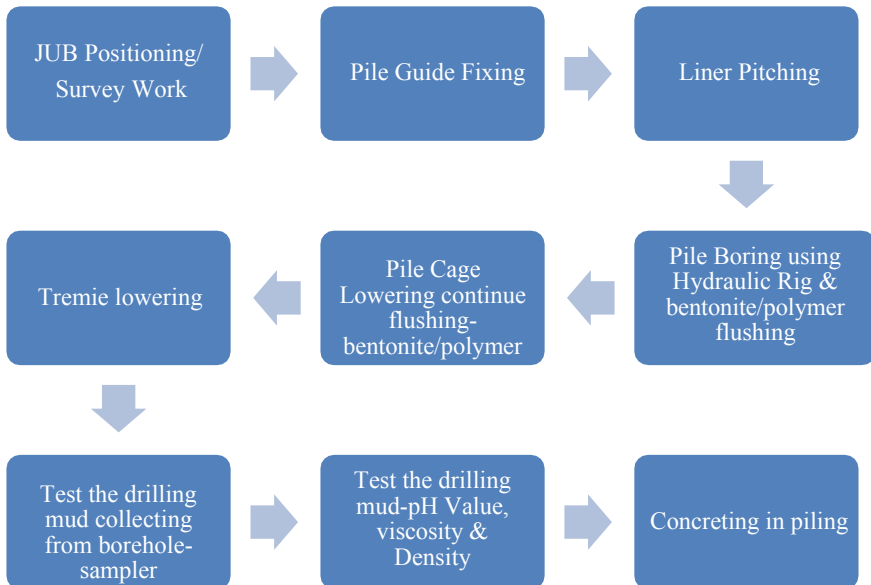 JUB Positioning/
Survey Work
Pile Guide Fixing
Liner Pitching
Pile Boring using
Hydraulic Rig &
bentonite/polymer
flushing
Pile Cage
Lowering continue
flushing-
bentonite/polymer
Tremie lowering
Test the drilling
mud collecting
from borehole-
sampler
Test the drilling
mud-pH Value,
viscosity &
Density
Concreting in piling